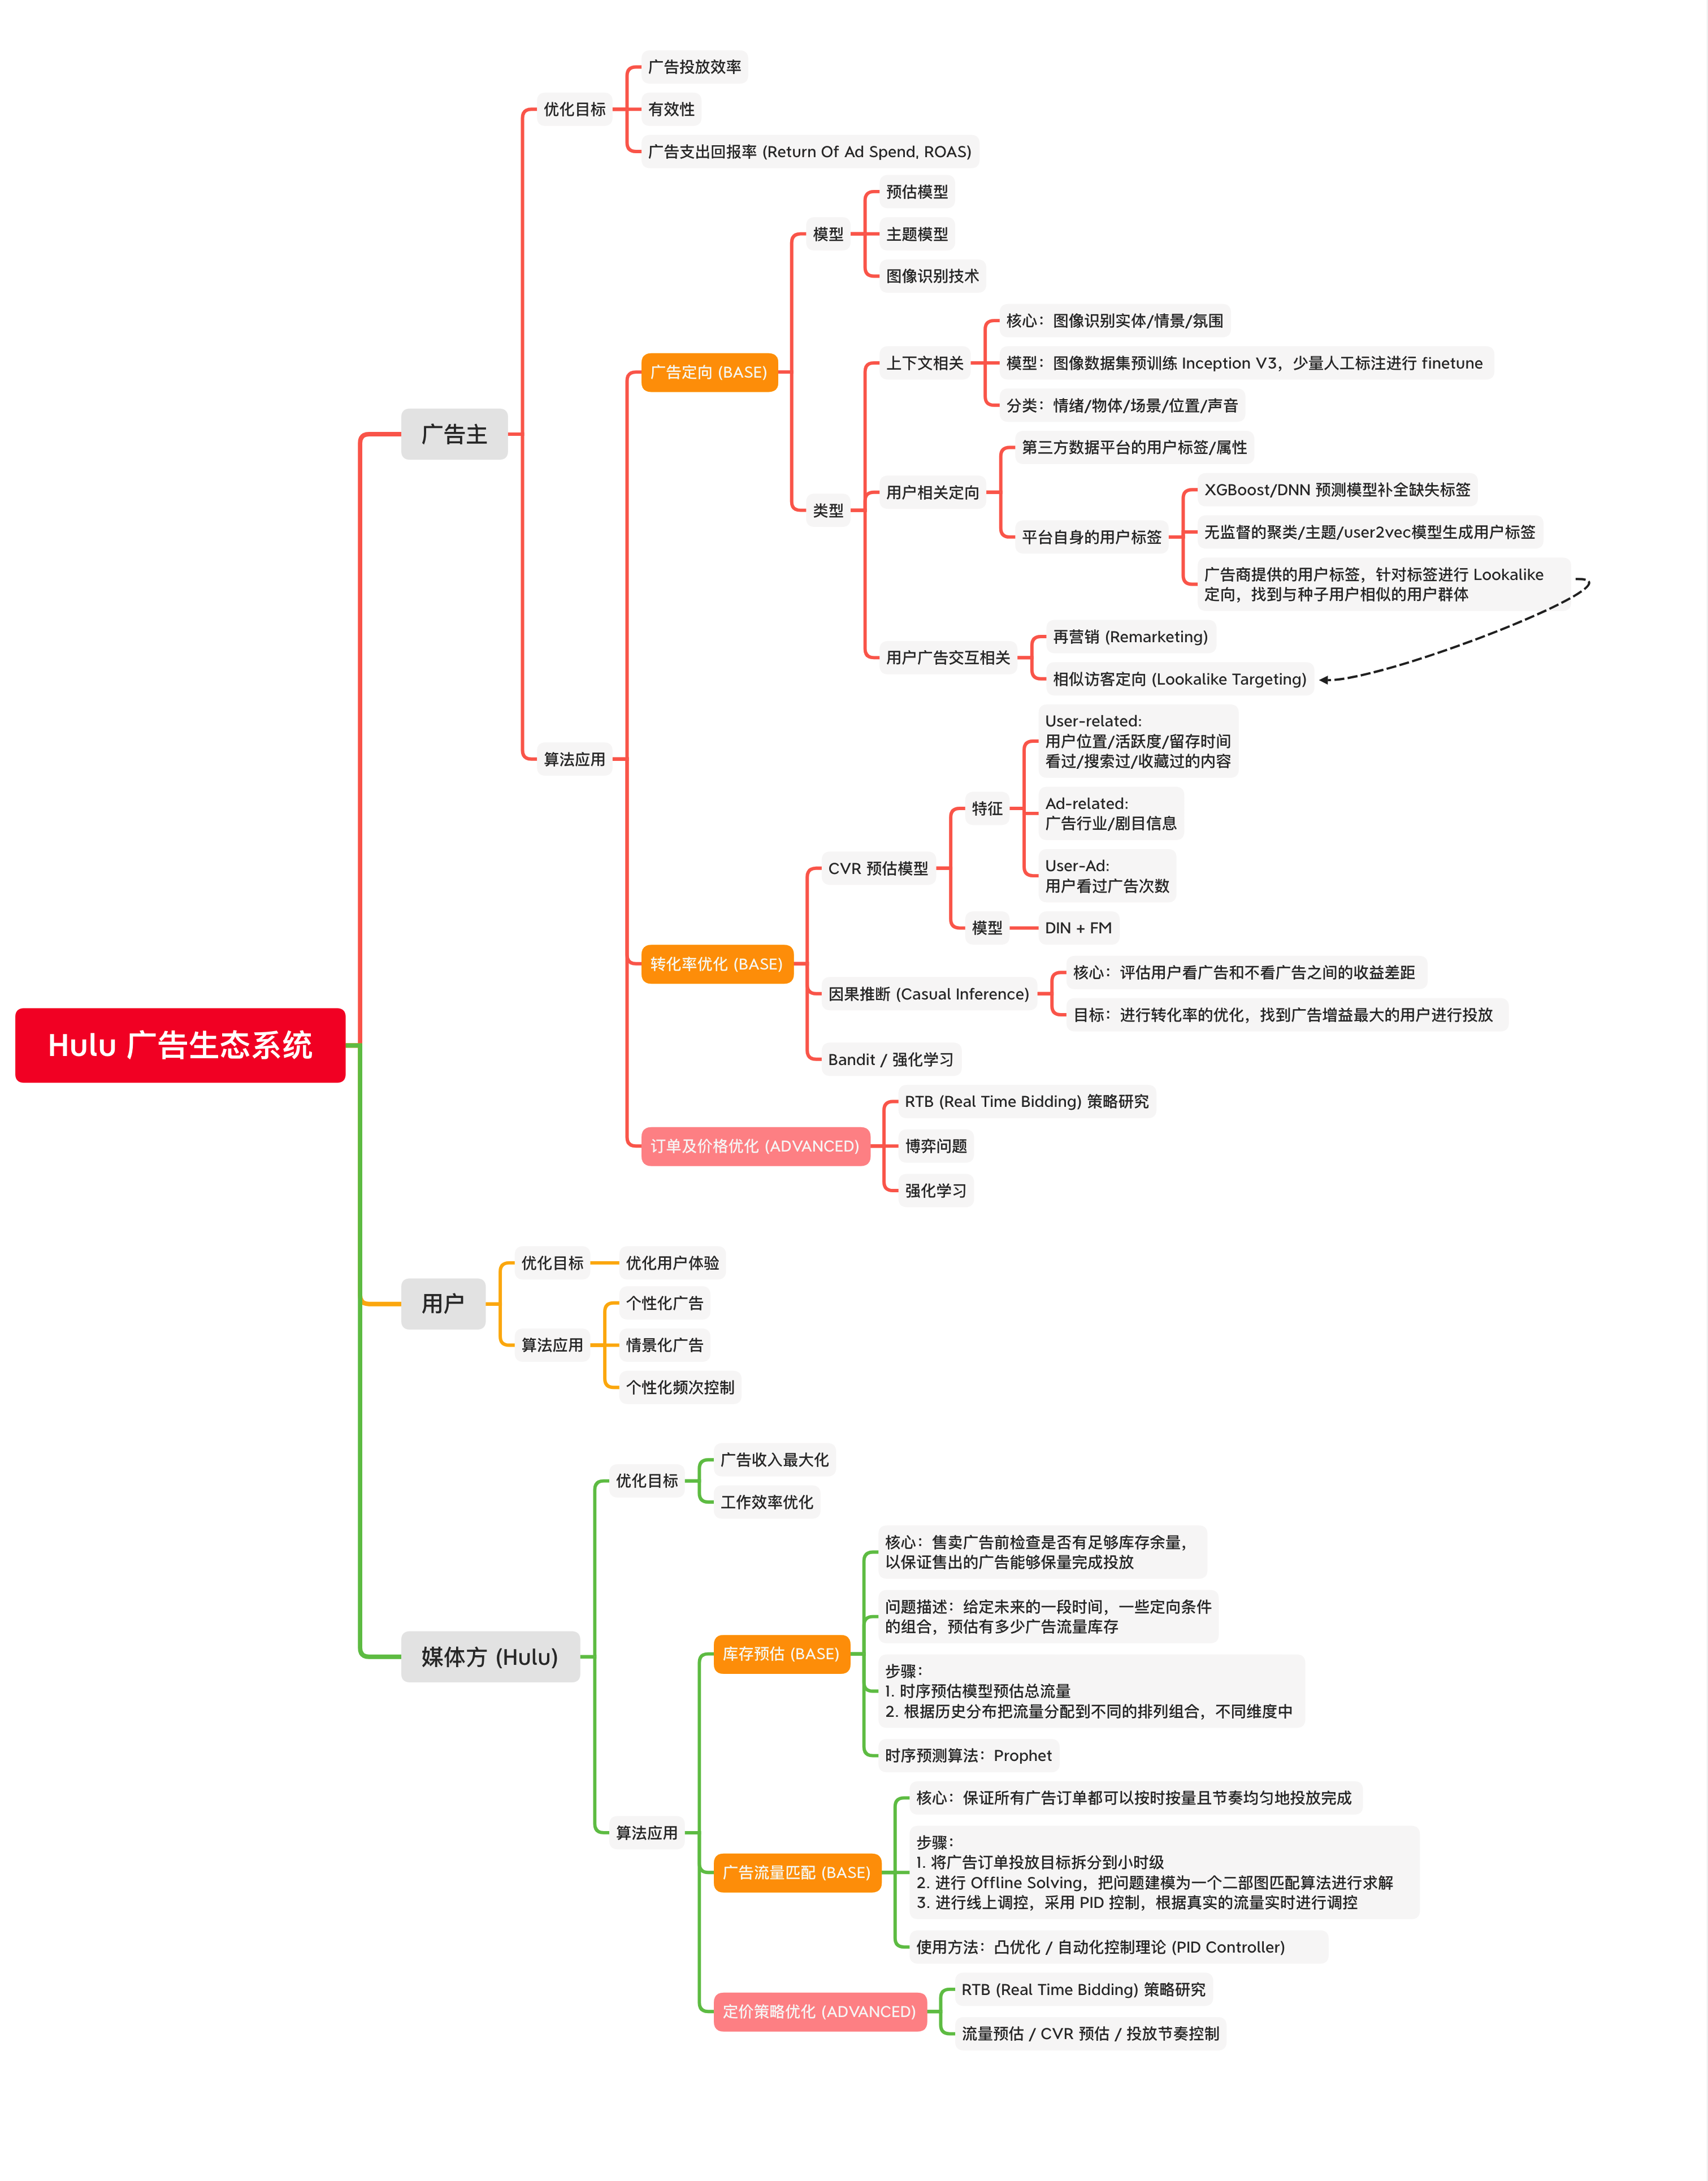 Hulu 广告生态系统
广告主
优化目标
广告投放效率
有效性
广告支出回报率 (Return Of Ad Spend, ROAS)
算法应用
广告定向 (BASE)
模型
预估模型
主题模型
图像识别技术
类型
上下文相关
核心：图像识别实体/情景/氛围
模型：图像数据集预训练 Inception V3，少量人工标注进行 finetune
分类：情绪/物体/场景/位置/声音
用户相关定向
第三方数据平台的用户标签/属性
平台自身的用户标签
XGBoost/DNN 预测模型补全缺失标签
无监督的聚类/主题/user2vec模型生成用户标签
广告商提供的用户标签，针对标签进行 Lookalike
定向，找到与种子用户相似的用户群体
用户广告交互相关
再营销 (Remarketing)
相似访客定向 (Lookalike Targeting)
转化率优化 (BASE)
CVR 预估模型
特征
User-related:
用户位置/活跃度/留存时间
看过/搜索过/收藏过的内容
Ad-related:
广告行业/剧目信息
User-Ad:
用户看过广告次数
模型
DIN + FM
因果推断 (Casual Inference)
核心：评估用户看广告和不看广告之间的收益差距
目标：进行转化率的优化，找到广告增益最大的用户进行投放
Bandit / 强化学习
订单及价格优化 (ADVANCED)
RTB (Real Time Bidding) 策略研究
博弈问题
强化学习
用户
优化目标
优化用户体验
算法应用
个性化广告
情景化广告
个性化频次控制
媒体方 (Hulu)
优化目标
广告收入最大化
工作效率优化
算法应用
库存预估 (BASE)
核心：售卖广告前检查是否有足够库存余量，
以保证售出的广告能够保量完成投放
问题描述：给定未来的一段时间，一些定向条件
的组合，预估有多少广告流量库存
步骤：
1. 时序预估模型预估总流量
2. 根据历史分布把流量分配到不同的排列组合，不同维度中
时序预测算法：Prophet
广告流量匹配 (BASE)
核心：保证所有广告订单都可以按时按量且节奏均匀地投放完成
步骤：
1. 将广告订单投放目标拆分到小时级
2. 进行 Offline Solving，把问题建模为一个二部图匹配算法进行求解
3. 进行线上调控，采用 PID 控制，根据真实的流量实时进行调控
使用方法：凸优化 / 自动化控制理论 (PID Controller)
定价策略优化 (ADVANCED)
RTB (Real Time Bidding) 策略研究
流量预估 / CVR 预估 / 投放节奏控制